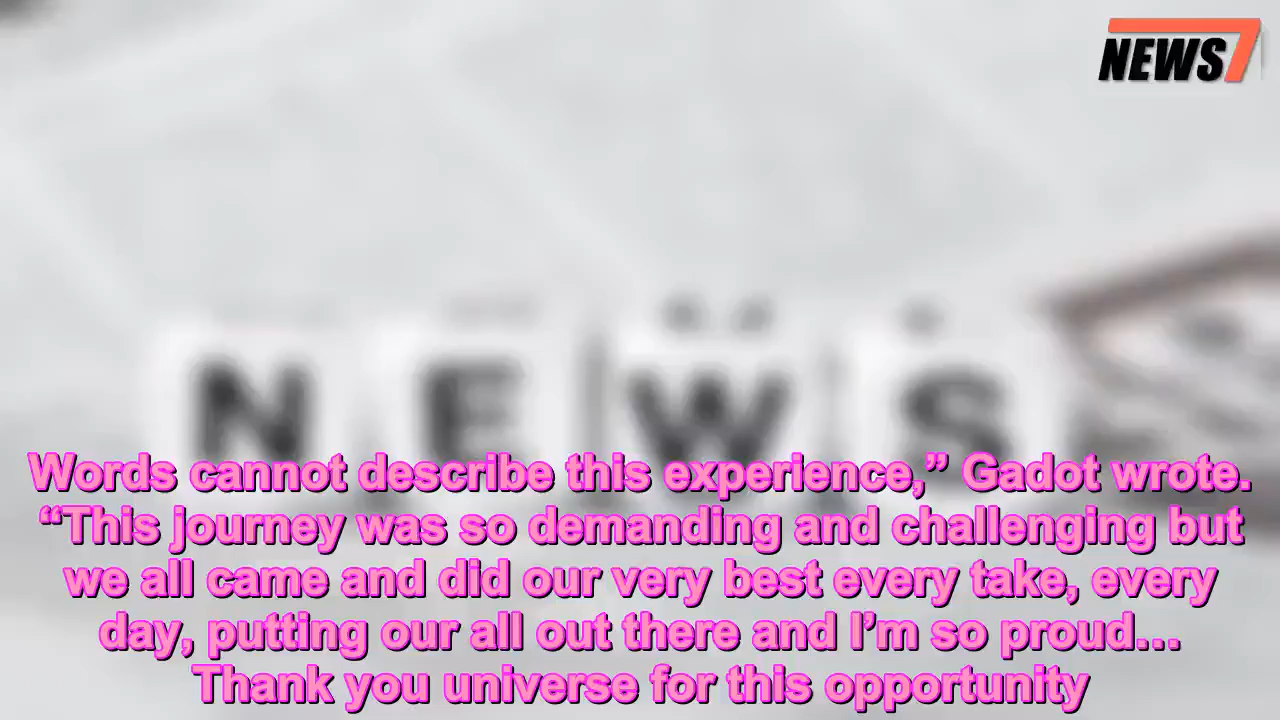 NEWS7
NEWS
Words cannot describe this experience,” Gadot wrote.
“This journey was so demanding and challenging but
we all came and did our very best every take, every
day, putting our all out there and I’m so proud...
Thank you universe for this opportunity